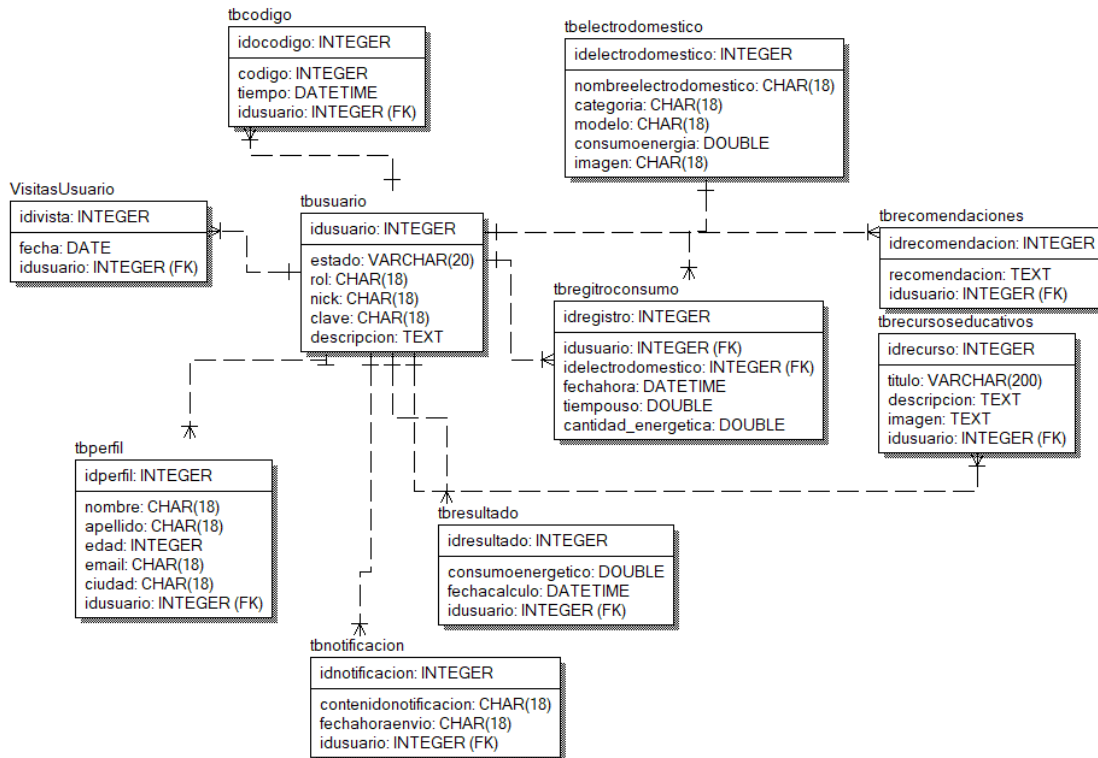 tbcodigo
idocodigo: INTEGER
codigo: INTEGER
tiempo: DATETIME
idusuario: INTEGER (FK)
tbelectrodomestico
idelectrodomestico: INTEGER
nombreelectrodomestico: CHAR(18)
categoria: CHAR(18)
modelo: CHAR(18)
consumoenergia: DOUBLE
imagen: CHAR(18)
VisitasUsuario
idivista: INTEGER
fecha: DATE
idusuario: INTEGER (FK)
tbusuario
idusuario: INTEGER
estado: VARCHAR(20)
rol: CHAR(18)
nick: CHAR(18)
clave: CHAR(18)
descripcion: TEXT
tbrecomendaciones
idrecomendacion: INTEGER
recomendacion: TEXT
idusuario: INTEGER (FK)
tbregitroconsumo
idregistro: INTEGER
idusuario: INTEGER (FK)
idelectrodomestico: INTEGER (FK)
fechahora: DATETIME
tiempouso: DOUBLE
cantidad_energetica: DOUBLE
tbrecursoseducativos
idrecurso: INTEGER
titulo: VARCHAR(200)
descripcion: TEXT
imagen: TEXT
idusuario: INTEGER (FK)
tbperfil
idperfil: INTEGER
nombre: CHAR(18)
apellido: CHAR(18)
edad: INTEGER
email: CHAR(18)
ciudad: CHAR(18)
idusuario: INTEGER (FK)
tbresultado
idresultado: INTEGER
consumoenergetico: DOUBLE
fechacalculo: DATETIME
idusuario: INTEGER (FK)
tbnotificacion
idnotificacion: INTEGER
contenidonotificacion: CHAR(18)
fechahoraenvio: CHAR(18)
idusuario: INTEGER (FK)